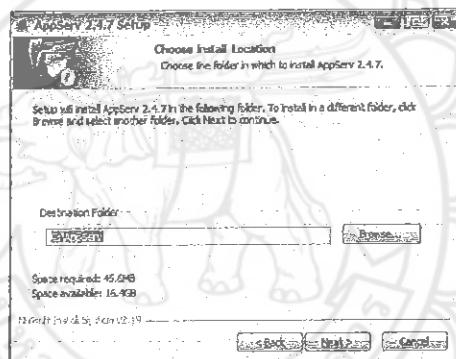 AppServ 2.4.7 Setup
Choose Install Location
Choose the folder in which to install AppServ 2.4.7.
Setup will install AppServ 2.4.7 in the following folder. To install in a different folder, click
Browse and select another folder. Click Next to continue.
Destination Folder
Browse...
Space required: 45.6MB
Space available: 16.4GB
< Back
Next >
Cancel